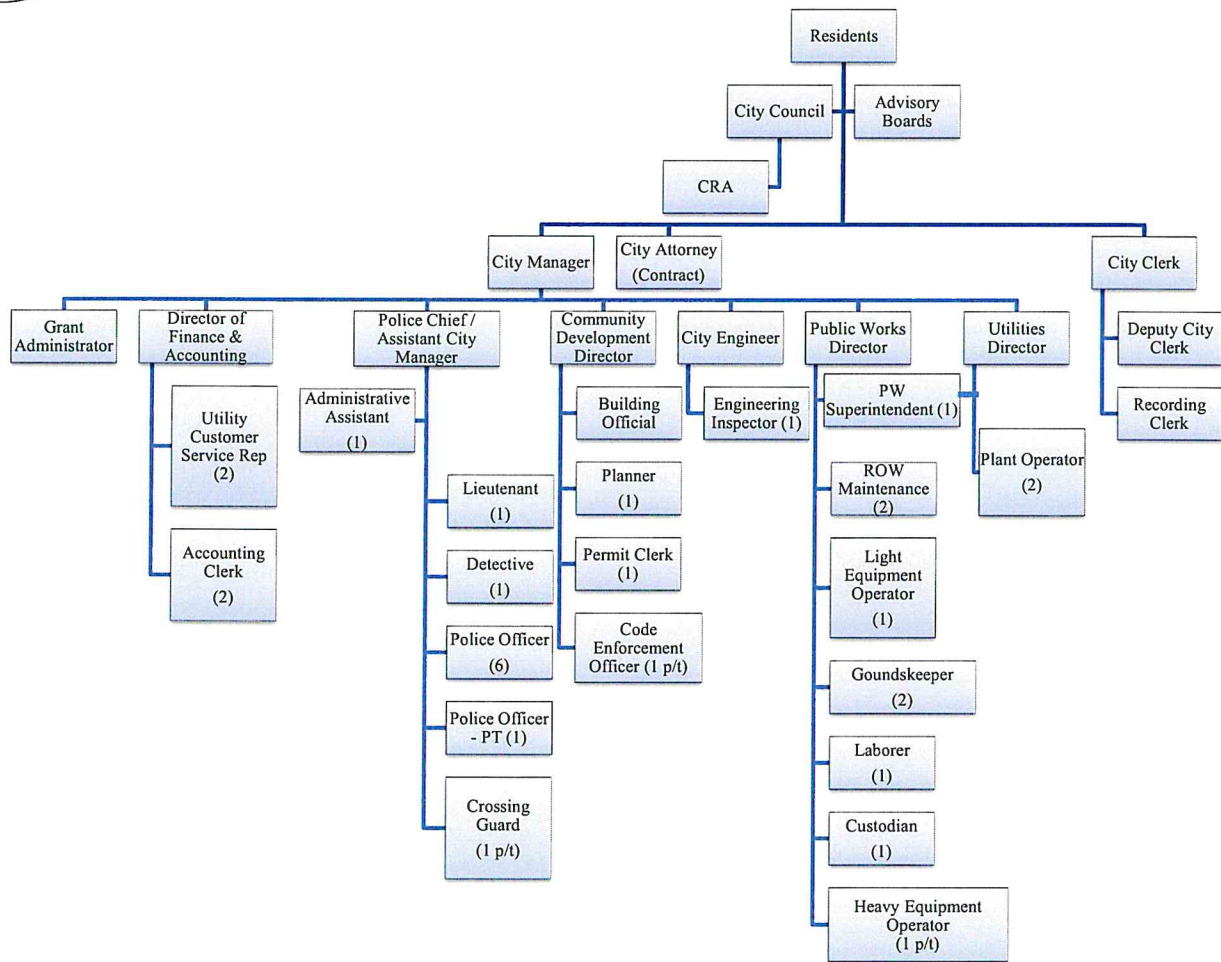 Residents
City Council
Advisory
Boards
CRA
City Manager
City Attorney
(Contract)
City Clerk
Grant
Administrator
Director of
Finance &
Accounting
Police Chief /
Assistant City
Manager
Community
Development
Director
City Engineer
Public Works
Director
Utilities
Director
Deputy City
Clerk
Recording
Clerk
Utility
Customer
Service Rep
(2)
Accounting
Clerk
(2)
Administrative
Assistant
(1)
Lieutenant
(1)
Detective
(1)
Police Officer
(6)
Police Officer
- PT (1)
Crossing
Guard
(1 p/t)
Building
Official
Planner
(1)
Permit Clerk
(1)
Code
Enforcement
Officer (1 p/t)
Engineering
Inspector (1)
PW
Superintendent (1)
ROW
Maintenance
(2)
Light
Equipment
Operator
(1)
Goundskeeper
(2)
Laborer
(1)
Custodian
(1)
Heavy Equipment
Operator
(1 p/t)
Plant Operator
(2)